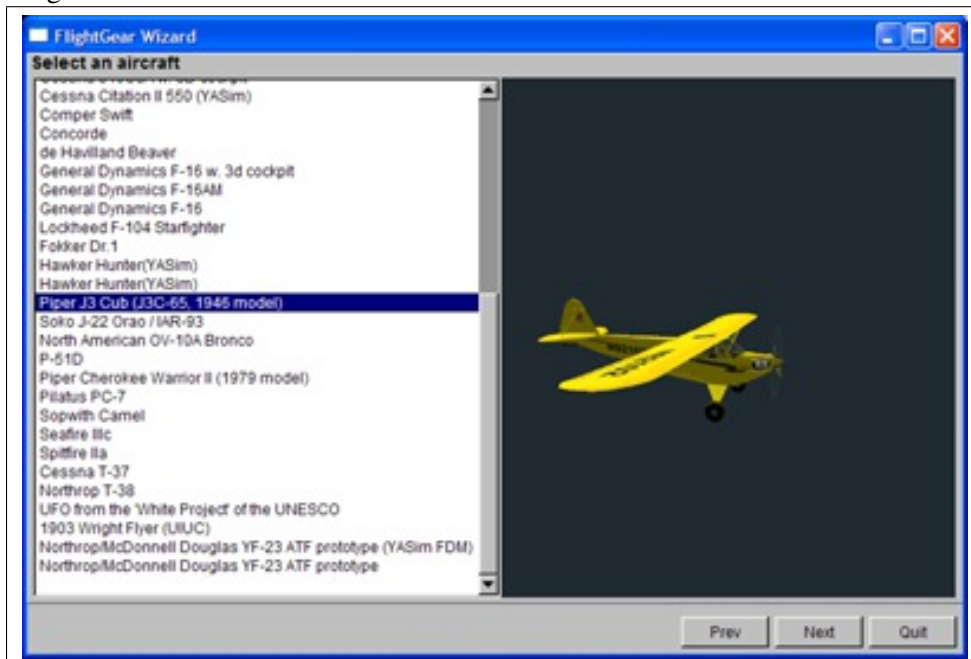 FlightGear Wizard
Select an aircraft
Cessna Citation II 550 (YASim)
Comper Swift
Concorde
de Havilland Beaver
General Dynamics F-16 w. 3d cockpit
General Dynamics F-16AM
General Dynamics F-16
Lockheed F-104 Starfighter
Fokker Dr.1
Hawker Hunter(YASim)
Hawker Hunter(YASim)
Piper J3 Cub (J3C-65, 1946 model)
Soko J-22 Orao / IAR-93
North American OV-10A Bronco
P-51D
Piper Cherokee Warrior II (1979 model)
Pilatus PC-7
Sopwith Camel
Seafire IIIc
Spitfire IIa
Cessna T-37
Northrop T-38
UFO from the 'White Project' of the UNESCO
1903 Wright Flyer (UIUC)
Northrop/McDonnell Douglas YF-23 ATF prototype (YASim FDM)
Northrop/McDonnell Douglas YF-23 ATF prototype
Prev
Next
Quit